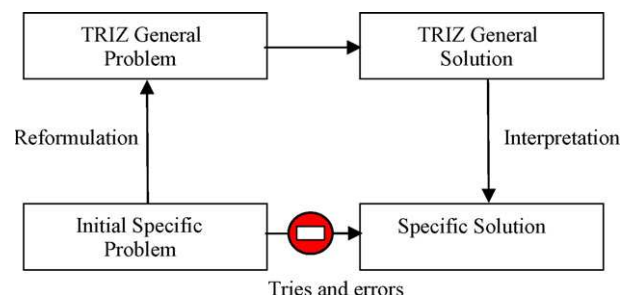 TRIZ General
Problem
TRIZ General
Solution
Reformulation
Interpretation
Initial Specific
Problem
Specific Solution
Tries and errors